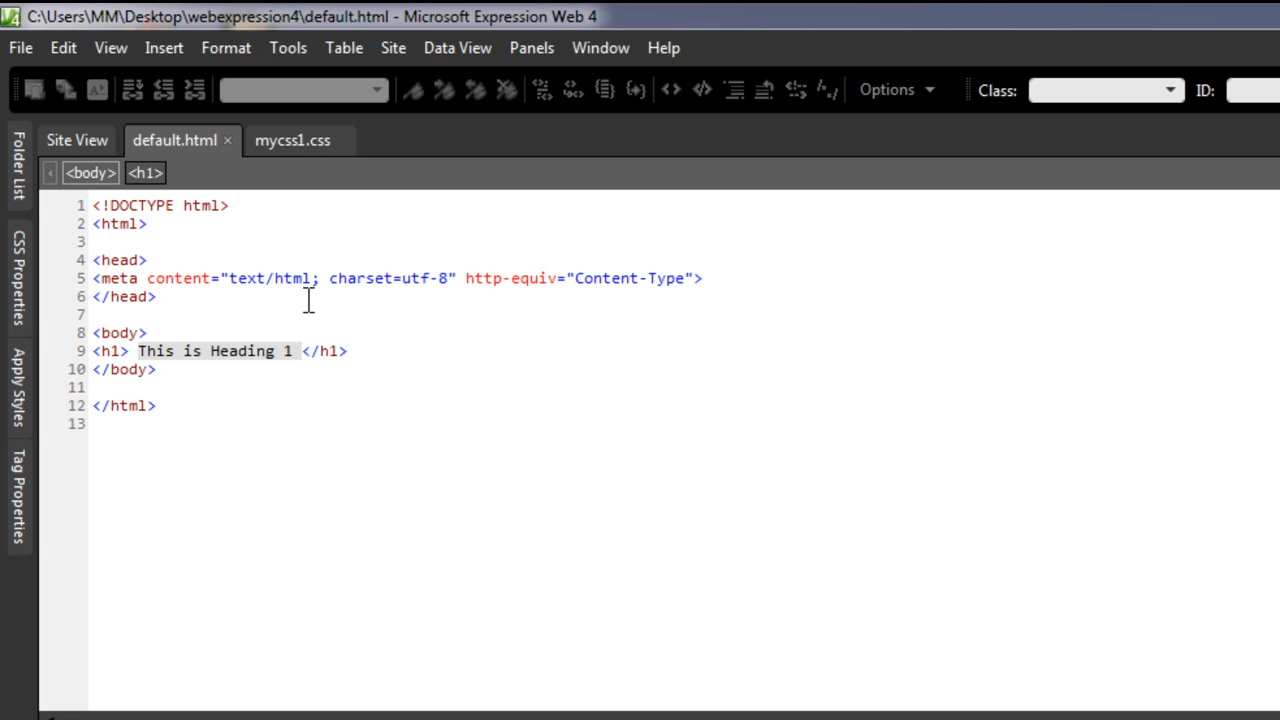 C:\Users\MM\Desktop\webexpression4\default.html - Microsoft Expression Web 4
File Edit View Insert Format Tools Table Site Data View Panels Window Help
Options Class: ID:
Site View default.html × mycss1.css
<body> <h1>
Folder List
CSS Properties
Apply Styles
Tag Properties
1 <!DOCTYPE html>
2 <html>
3
4 <head>
5 <meta content="text/html; charset=utf-8" http-equiv="Content-Type">
6 </head>
7
8 <body>
9 <h1> This is Heading 1 </h1>
10 </body>
11
12 </html>
13